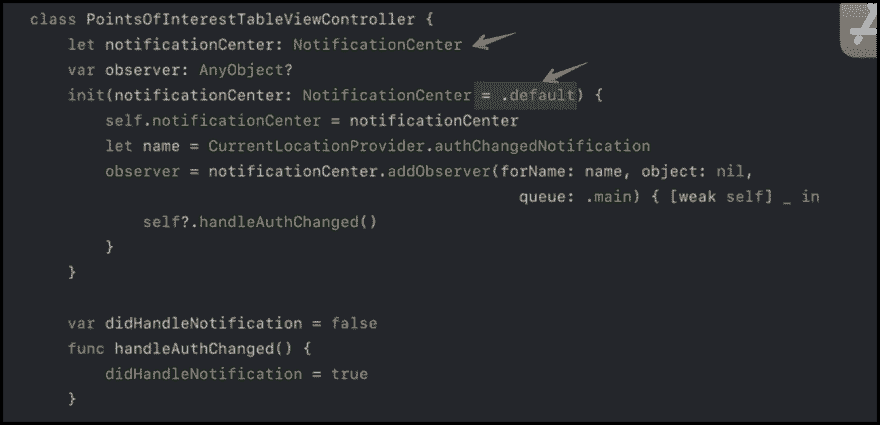 class PointsOfInterestTableViewController {
    let notificationCenter: NotificationCenter
    var observer: AnyObject?
    init(notificationCenter: NotificationCenter = .default) {
        self.notificationCenter = notificationCenter
        let name = CurrentLocationProvider.authChangedNotification
        observer = notificationCenter.addObserver(forName: name, object: nil,
                                                  queue: .main) { [weak self] _ in
            self?.handleAuthChanged()
        }
    }

    var didHandleNotification = false
    func handleAuthChanged() {
        didHandleNotification = true
    }